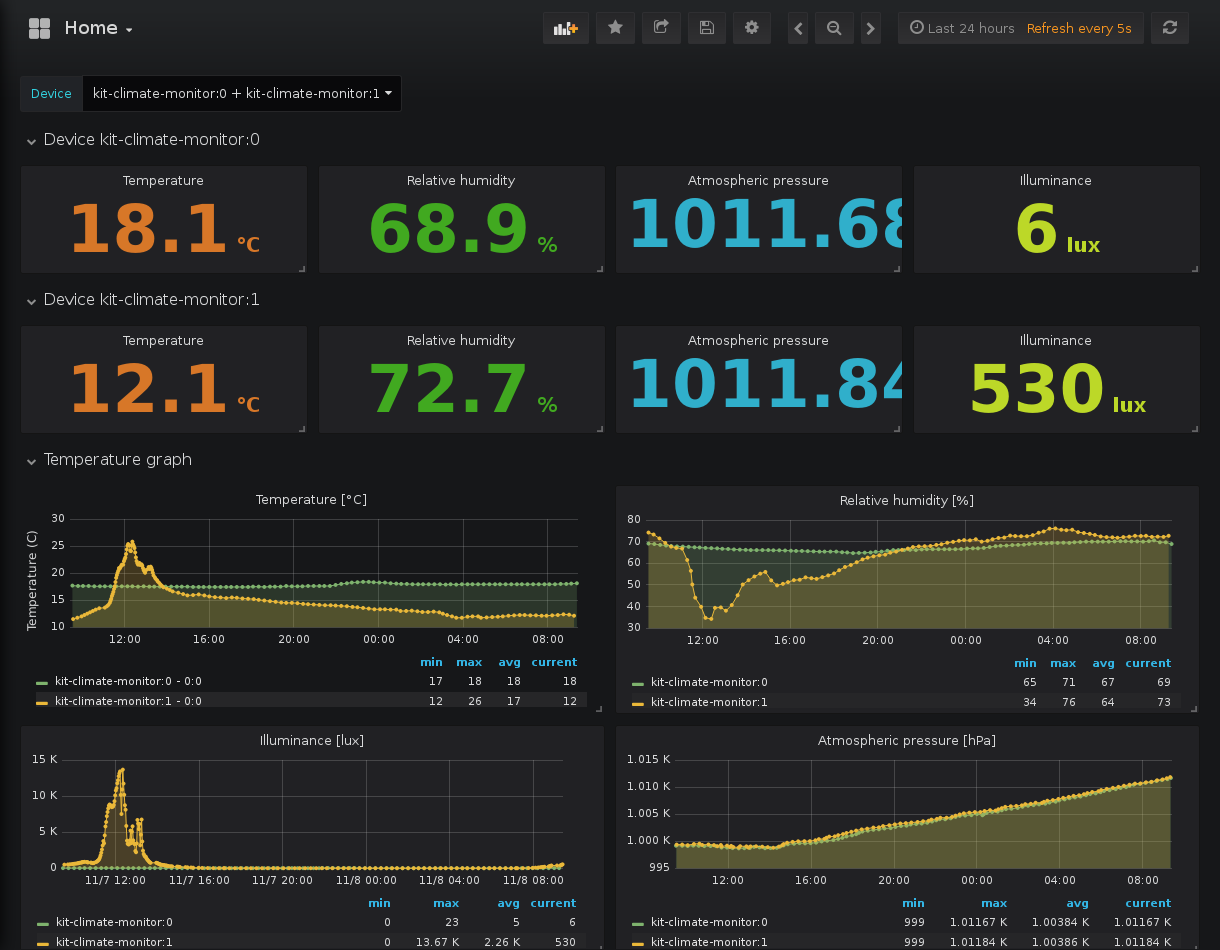 Home
Last 24 hours Refresh every 5s
Device kit-climate-monitor:0 + kit-climate-monitor:1
Device kit-climate-monitor:0
Temperature Relative humidity Atmospheric pressure Illuminance
18.1 °C 68.9 % 1011.68 6 lux
Device kit-climate-monitor:1
Temperature Relative humidity Atmospheric pressure Illuminance
12.1 °C 72.7 % 1011.84 530 lux
Temperature graph
Temperature [°C]
Temperature (C)
30
25
20
15
10
12:00 16:00 20:00 00:00 04:00 08:00
min max avg current
kit-climate-monitor:0 - 0:0 17 18 18 18
kit-climate-monitor:1 - 0:0 12 26 17 12
Relative humidity [%]
80
70
60
50
40
30
12:00 16:00 20:00 00:00 04:00 08:00
min max avg current
kit-climate-monitor:0 65 71 67 69
kit-climate-monitor:1 34 76 64 73
Illuminance [lux]
15 K
10 K
5 K
0
11/7 12:00 11/7 16:00 11/7 20:00 11/8 00:00 11/8 04:00 11/8 08:00
min max avg current
kit-climate-monitor:0 0 23 5 6
kit-climate-monitor:1 0 13.67 K 2.26 K 530
Atmospheric pressure [hPa]
1.015 K
1.010 K
1.005 K
1.000 K
995
12:00 16:00 20:00 00:00 04:00 08:00
min max avg current
kit-climate-monitor:0 999 1.01167 K 1.00384 K 1.01167 K
kit-climate-monitor:1 999 1.01184 K 1.00386 K 1.01184 K